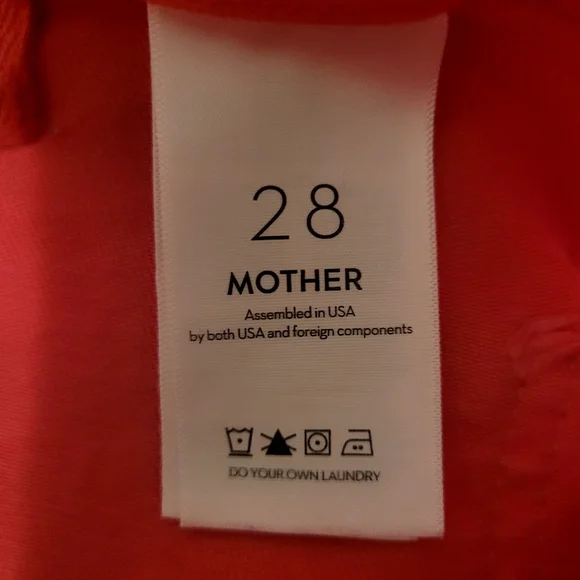 28
MOTHER
Assembled in USA
by both USA and foreign components
DO YOUR OWN LAUNDRY